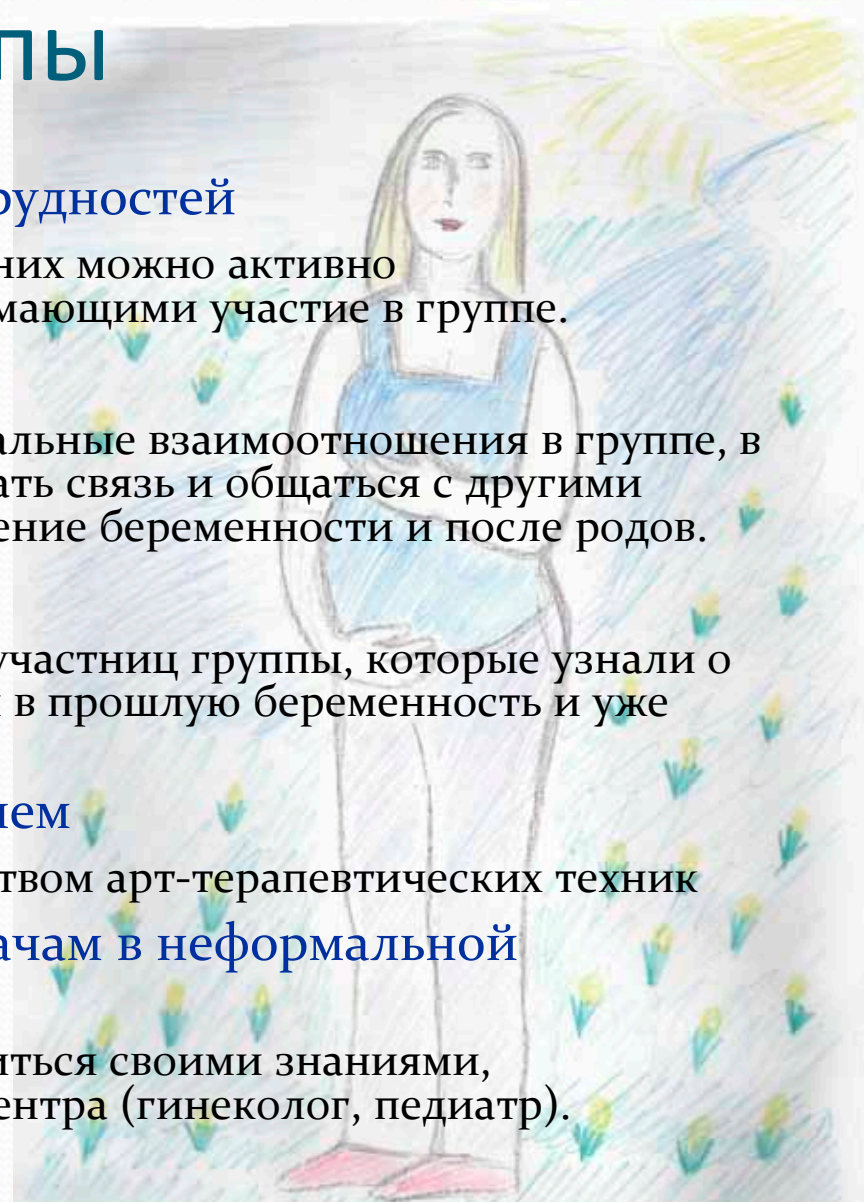 пы
рудностей
них можно активно
мающими участие в группе.
альные взаимоотношения в группе, в
ать связь и общаться с другими
ение беременности и после родов.
участниц группы, которые узнали о
в прошлую беременность и уже
ем
твом арт-терапевтических техник
ачам в неформальной
иться своими знаниями,
ентра (гинеколог, педиатр).